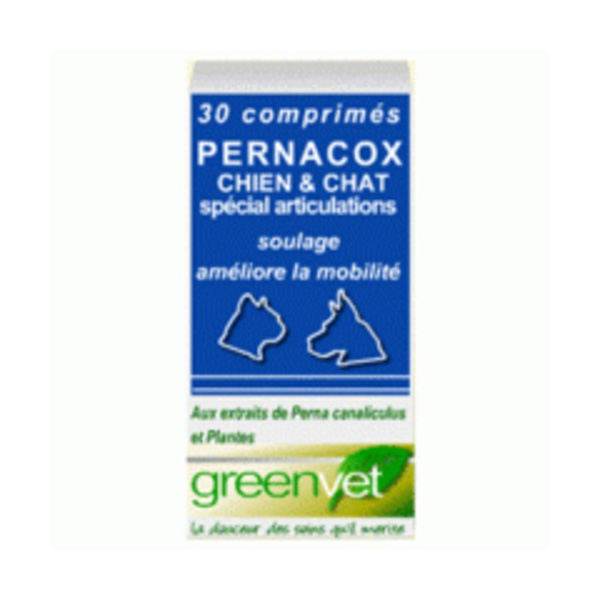 30 comprimés
PERNACOX
CHIEN & CHAT
spécial articulations
soulage
améliore la mobilité
Aux extraits de Perna canaliculus
et Plantes
greenvet
la douceur des soins qu'il mérite